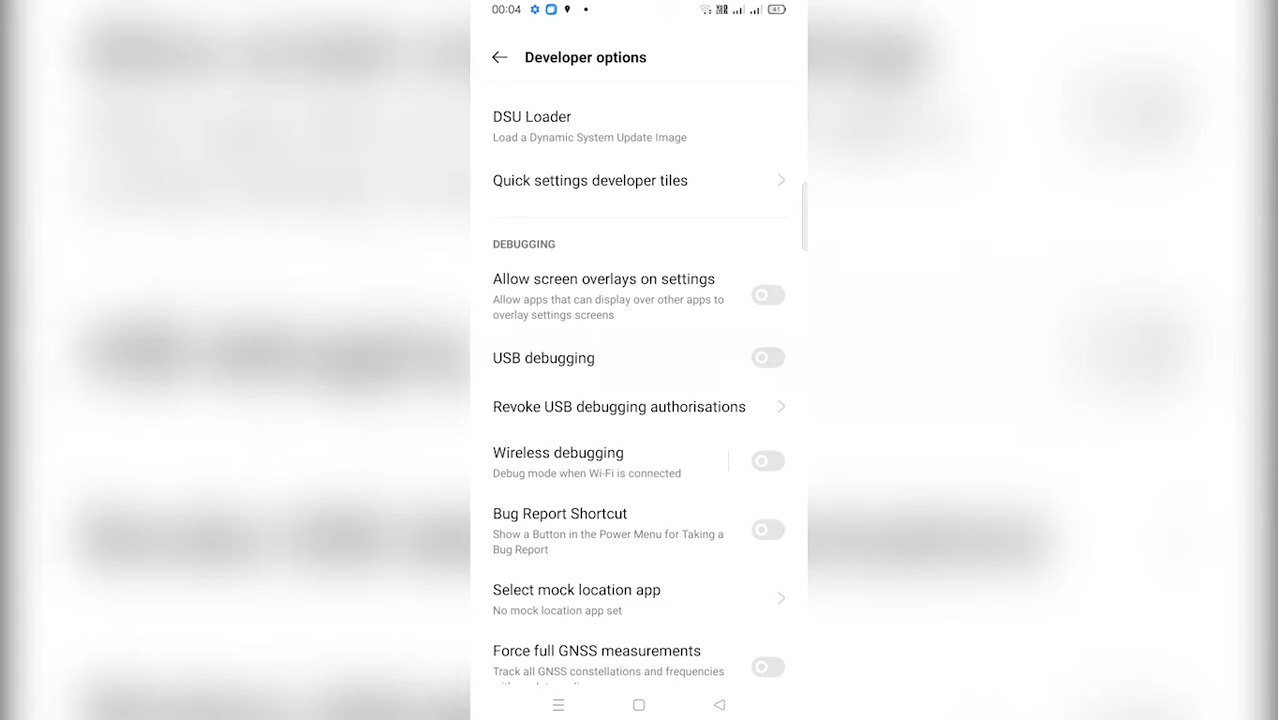 00:04
Developer options
DSU Loader
Load a Dynamic System Update Image
Quick settings developer tiles
DEBUGGING
Allow screen overlays on settings
Allow apps that can display over other apps to
overlay settings screens
USB debugging
Revoke USB debugging authorisations
Wireless debugging
Debug mode when Wi-Fi is connected
Bug Report Shortcut
Show a Button in the Power Menu for Taking a
Bug Report
Select mock location app
No mock location app set
Force full GNSS measurements
Track all GNSS constellations and frequencies